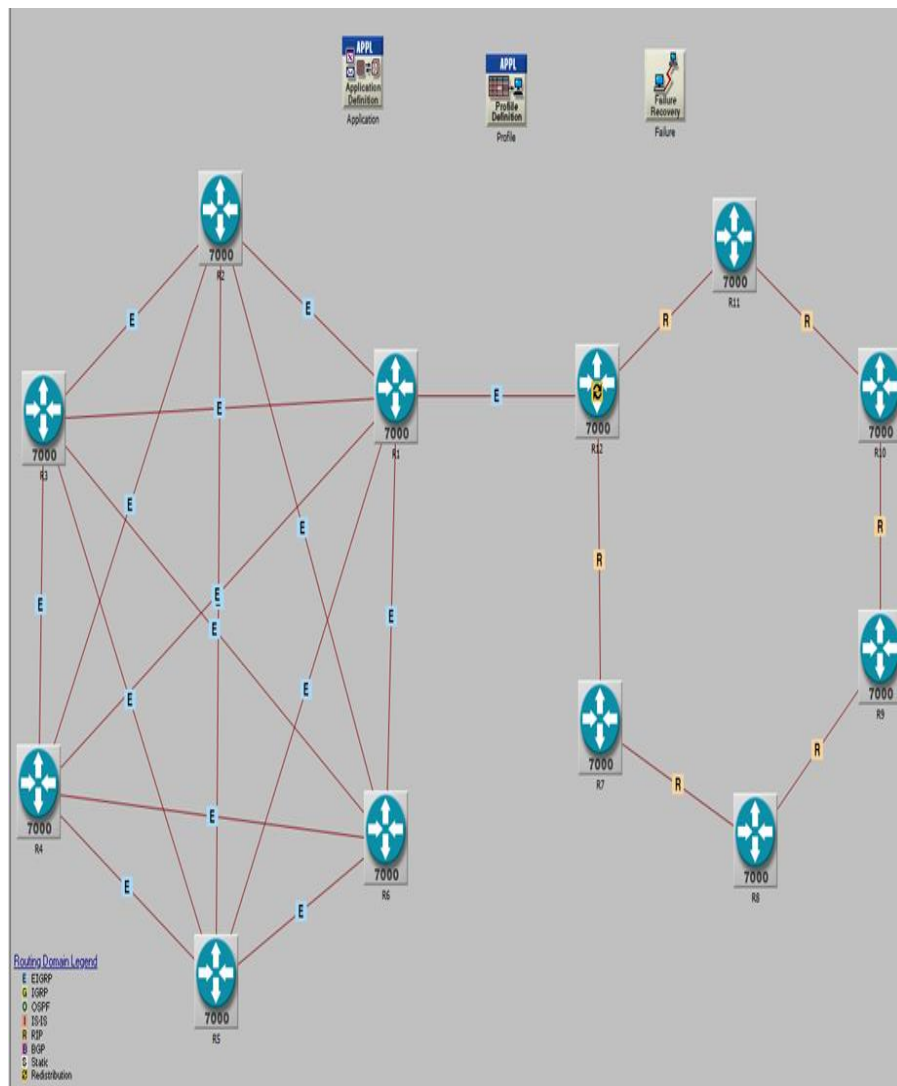 APPL
Application
Definition
Application
APPL
Profile
Definition
Profile
Failure
Recovery
Failure
7000
R2
7000
R11
E
E
R
R
7000
R3
E
7000
R1
E
7000
R12
7000
R10
E
E
R
R
E
E
E
E
E
E
E
7000
R9
7000
R4
7000
R7
R
R
E
7000
R6
7000
R8
E
E
7000
R5
Routing Domain Legend
E EIGRP
G IGRP
O OSPF
I IS-IS
R RIP
B BGP
S Static
Redistribution